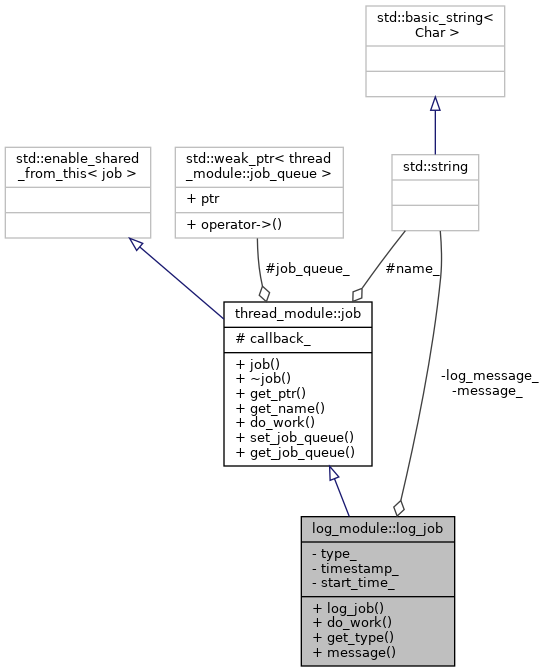 std::basic_string<
Char >
std::enable_shared
_from_this< job >
std::weak_ptr< thread
_module::job_queue >
+ ptr
+ operator->()
std::string
#job_queue_
#name_
thread_module::job
# callback_
+ job()
+ ~job()
+ get_ptr()
+ get_name()
+ do_work()
+ set_job_queue()
+ get_job_queue()
-log_message_
-message_
log_module::log_job
- type_
- timestamp_
- start_time_
+ log_job()
+ do_work()
+ get_type()
+ message()